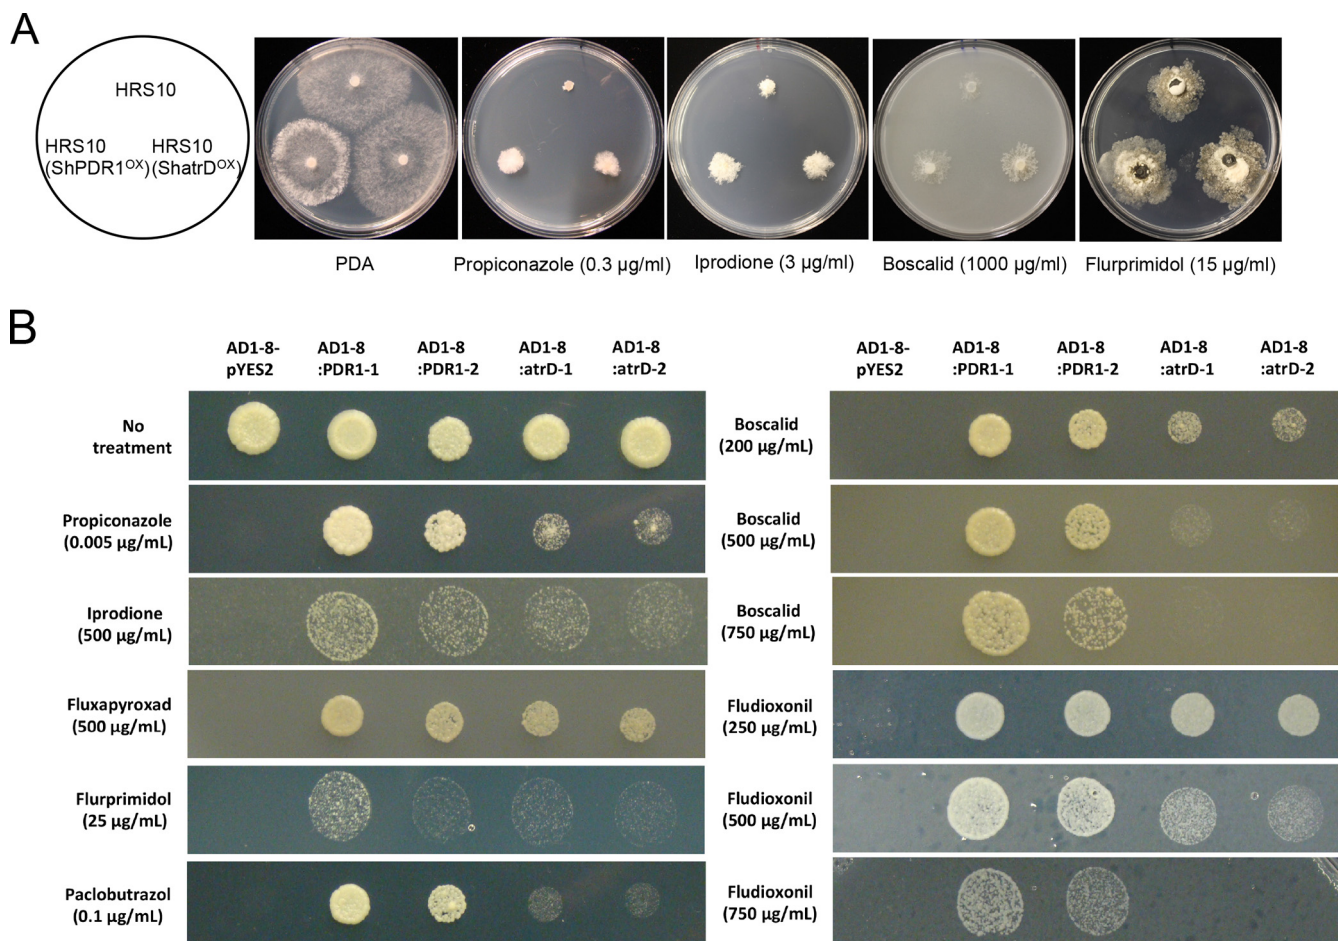 A
HRS10
HRS10 HRS10
(ShPDR1OX) (ShatrDOX)
PDA
Propiconazole (0.3 µg/ml)
Iprodione (3 µg/ml)
Boscalid (1000 µg/ml)
Flurprimidol (15 µg/ml)
B
AD1-8-
pYES2
AD1-8
:PDR1-1
AD1-8
:PDR1-2
AD1-8
:atrD-1
AD1-8
:atrD-2
No
treatment
Propiconazole
(0.005 µg/mL)
Iprodione
(500 µg/mL)
Fluxapyroxad
(500 µg/mL)
Flurprimidol
(25 µg/mL)
Paclobutrazol
(0.1 µg/mL)
AD1-8-
pYES2
AD1-8
:PDR1-1
AD1-8
:PDR1-2
AD1-8
:atrD-1
AD1-8
:atrD-2
Boscalid
(200 µg/mL)
Boscalid
(500 µg/mL)
Boscalid
(750 µg/mL)
Fludioxonil
(250 µg/mL)
Fludioxonil
(500 µg/mL)
Fludioxonil
(750 µg/mL)